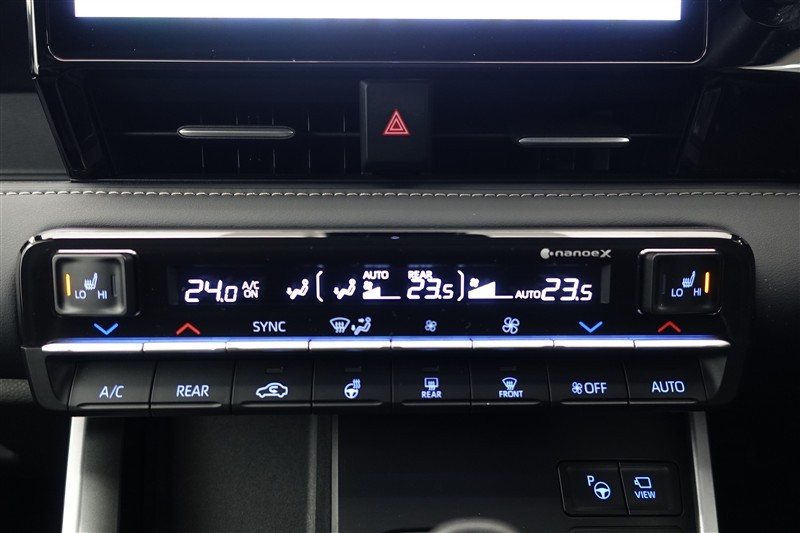 nanoeX
LO HI
24.0 A/C ON
AUTO
REAR 23.5
AUTO 23.5
LO HI
SYNC
A/C
REAR
REAR
FRONT
OFF
AUTO
P
VIEW